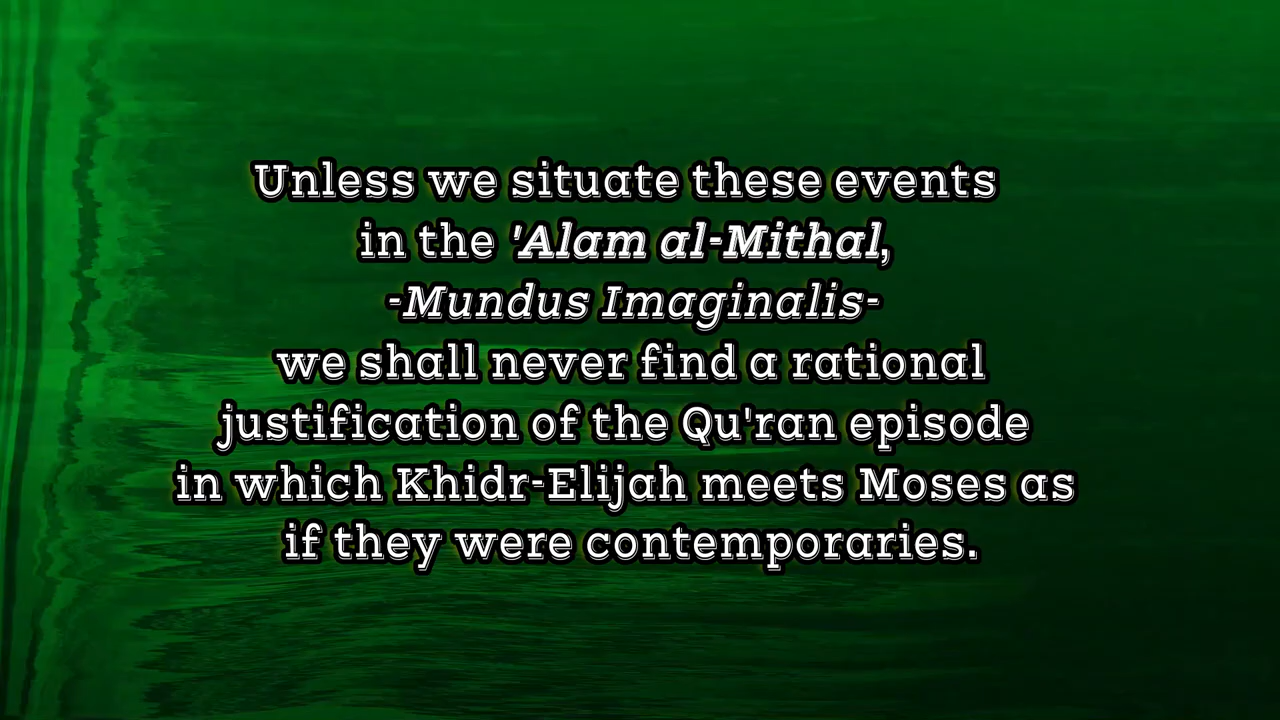 Unless we situate these events
in the 'Alam al-Mithal,
-Mundus Imaginalis-
we shall never find a rational
justification of the Qu'ran episode
in which Khidr-Elijah meets Moses as
if they were contemporaries.